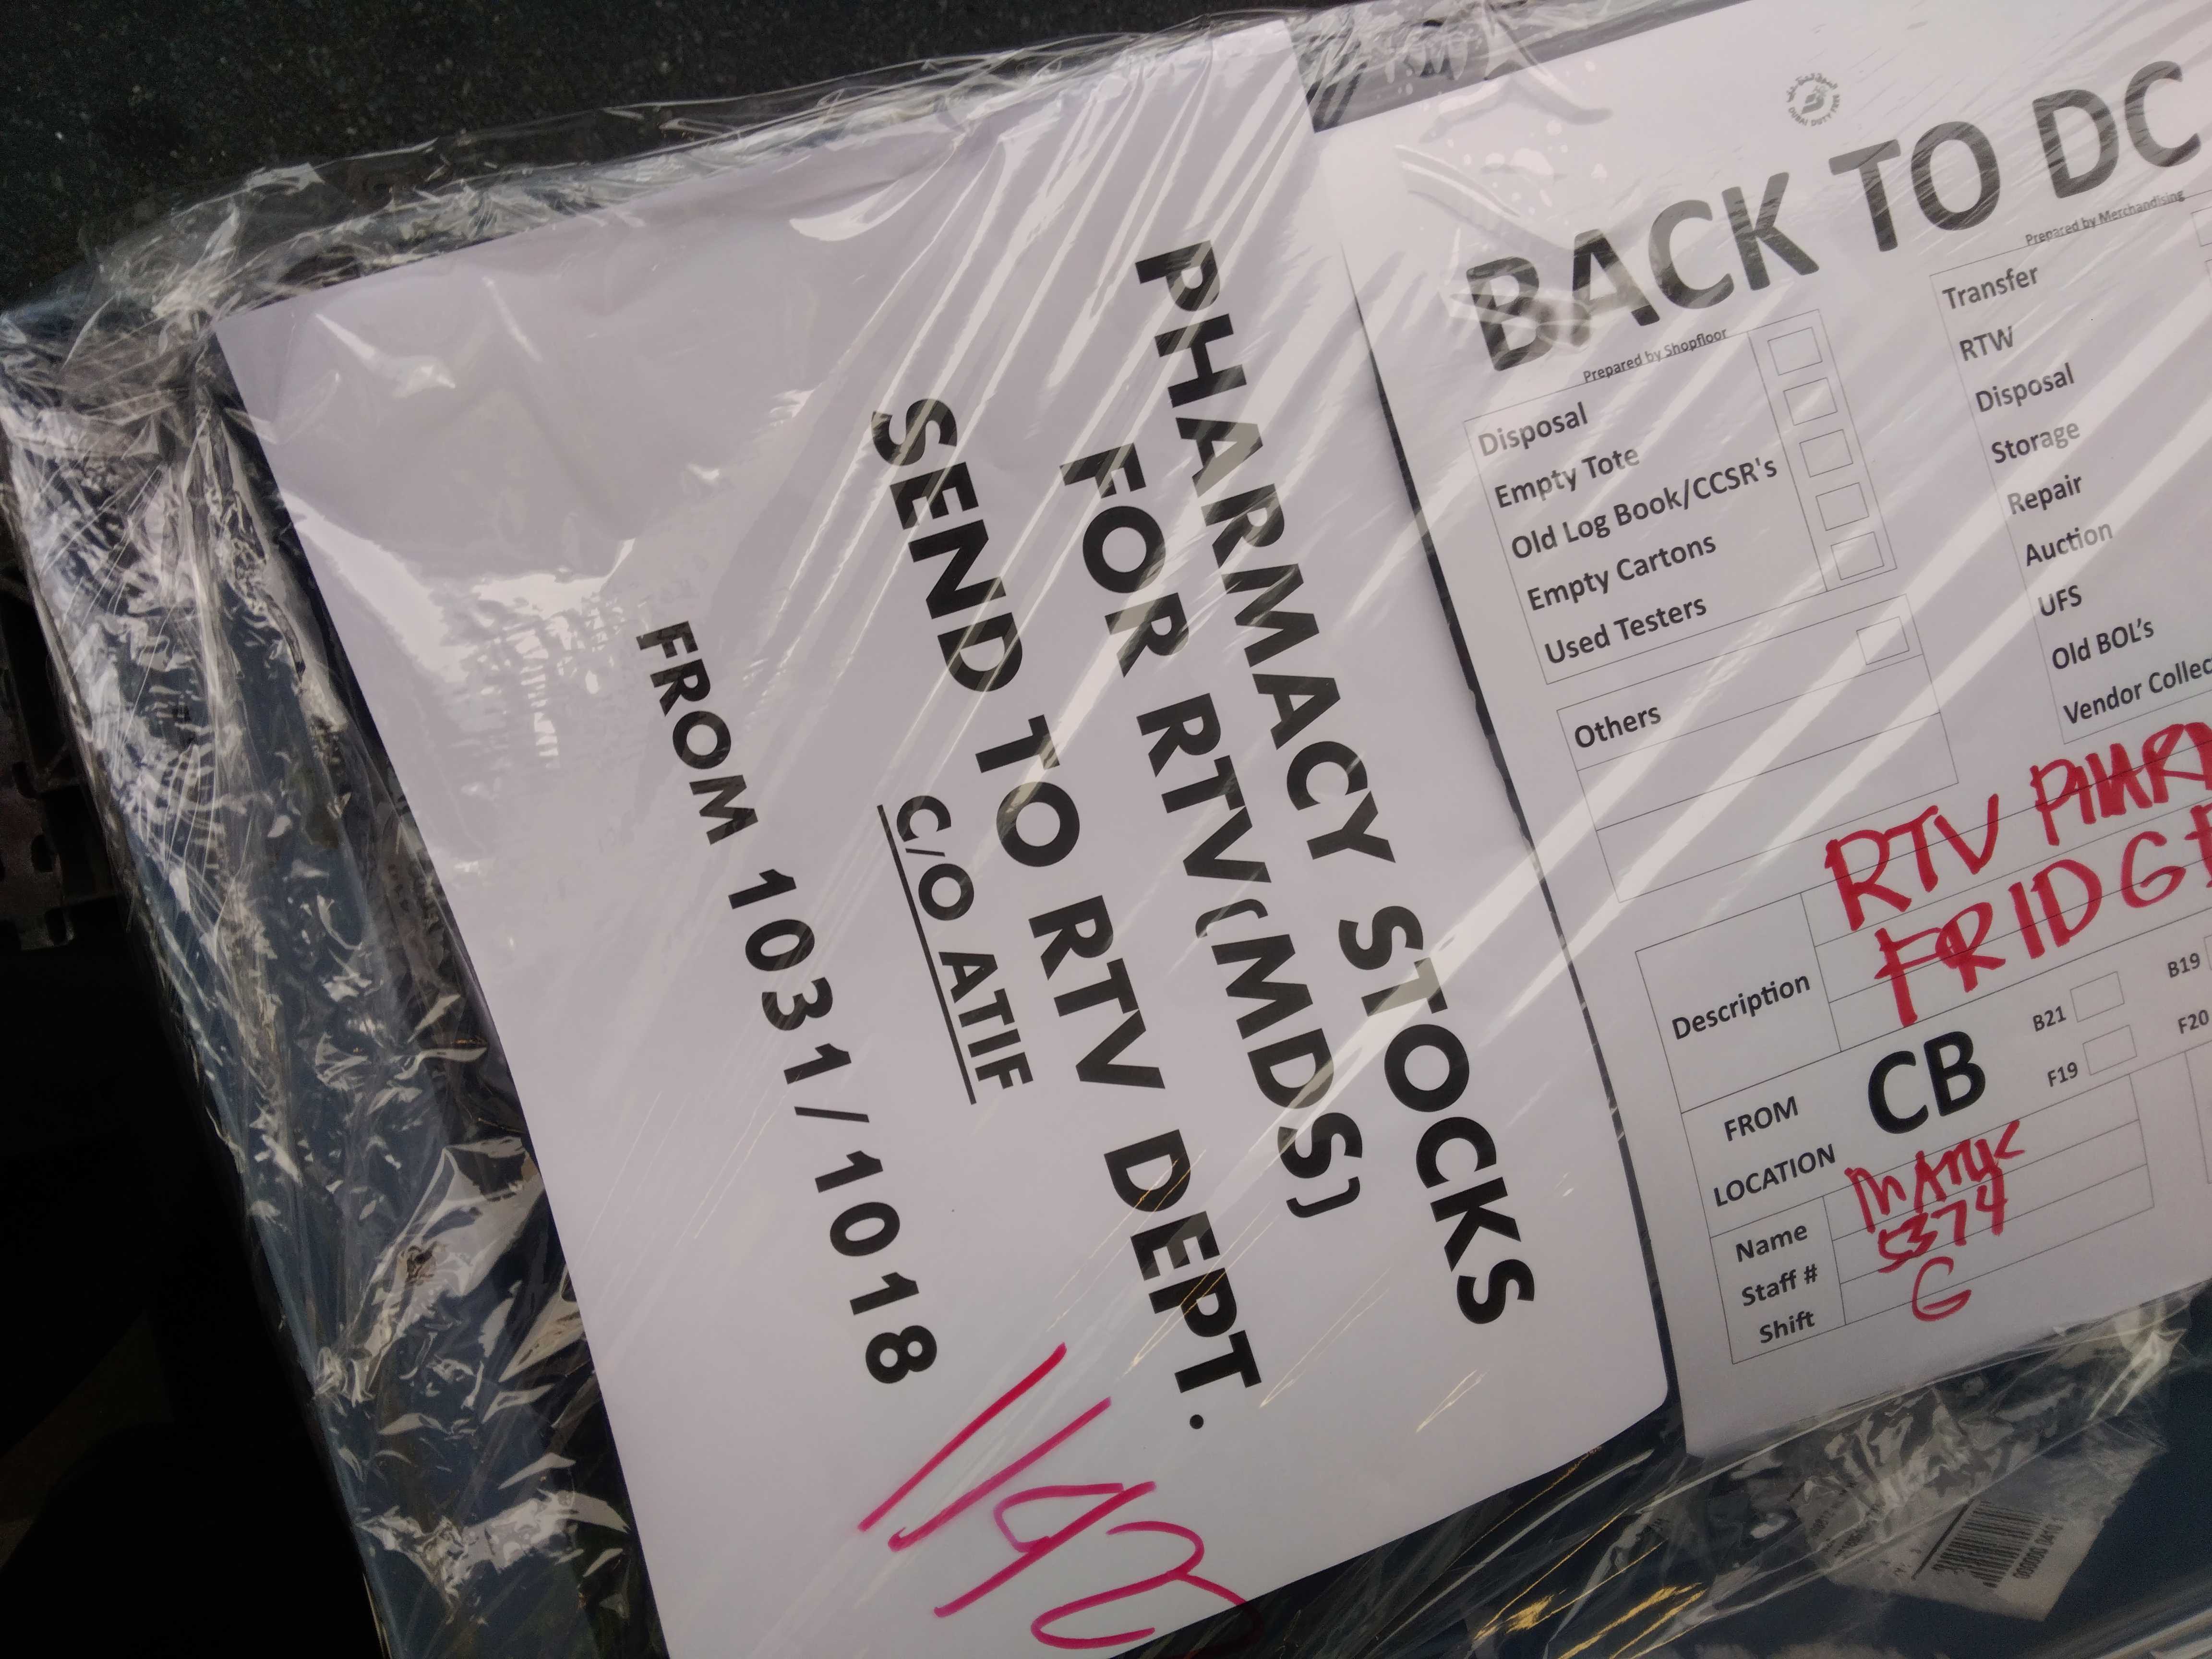 PHARMACY STOCKS
FOR RTV(MDS)
SEND TO RTV DEPT.
C/O ATIF
FROM 1031/1018
BACK TO DC
Prepared by Shopfloor
Disposal
Empty Tote
Old Log Book/CCSR's
Empty Cartons
Used Testers
Others
Prepared by Merchandising
Transfer
RTW
Disposal
Storage
Repair
Auction
UFS
Old BOL's
Vendor Collec
Description
RTV
FRIDGE
FROM
LOCATION
CB
B21
B19
F19
F20
Name MARK
Staff # 5374
Shift G